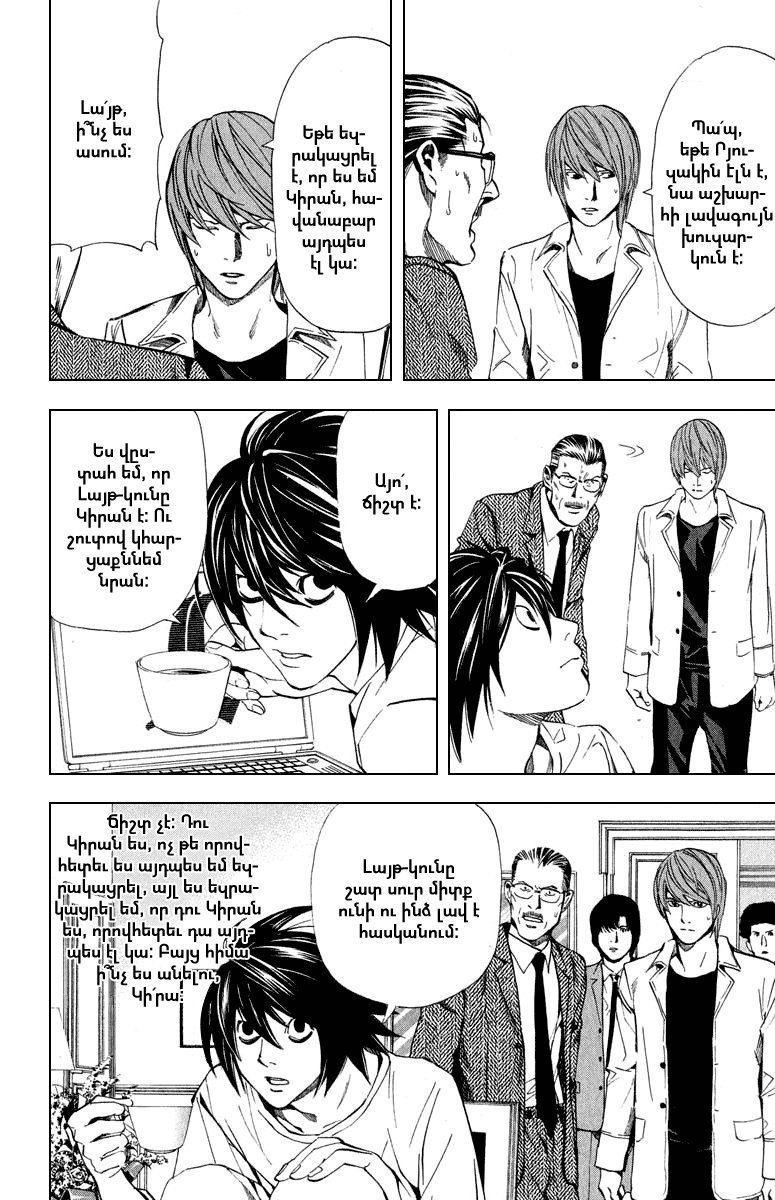 Պա՛պ,
եթե Րյու-
զակին էլն է,
նա աշխար-
հի լավագույն
խուզար-
կուն է:
Եթե եզ-
րակացրել
է, որ ես եմ
Կիրան, հա-
վանաբար
այդպես
էլ կա:
Լա՛յթ,
ի՞նչ ես
ասում:
Այո՛,
ճիշտ է:
Ես վըս-
տահ եմ, որ
Լայթ-կունը
Կիրան է: Ու
շուտով կհար-
ցաքննեմ
նրան:
Լայթ-կունը
շատ սուր միտք
ունի ու ինձ լավ է
հասկանում:
Ճիշտ չէ: Դու
Կիրան ես, ոչ թե որով-
հետեւ ես այդպես եմ եզ-
րակացրել, այլ ես եզրա-
կացրել եմ, որ դու Կիրան
ես, որովհետեւ դա այդ-
պես էլ կա: Բայց հիմա
ի՞նչ ես անելու,
Կի՛րա: